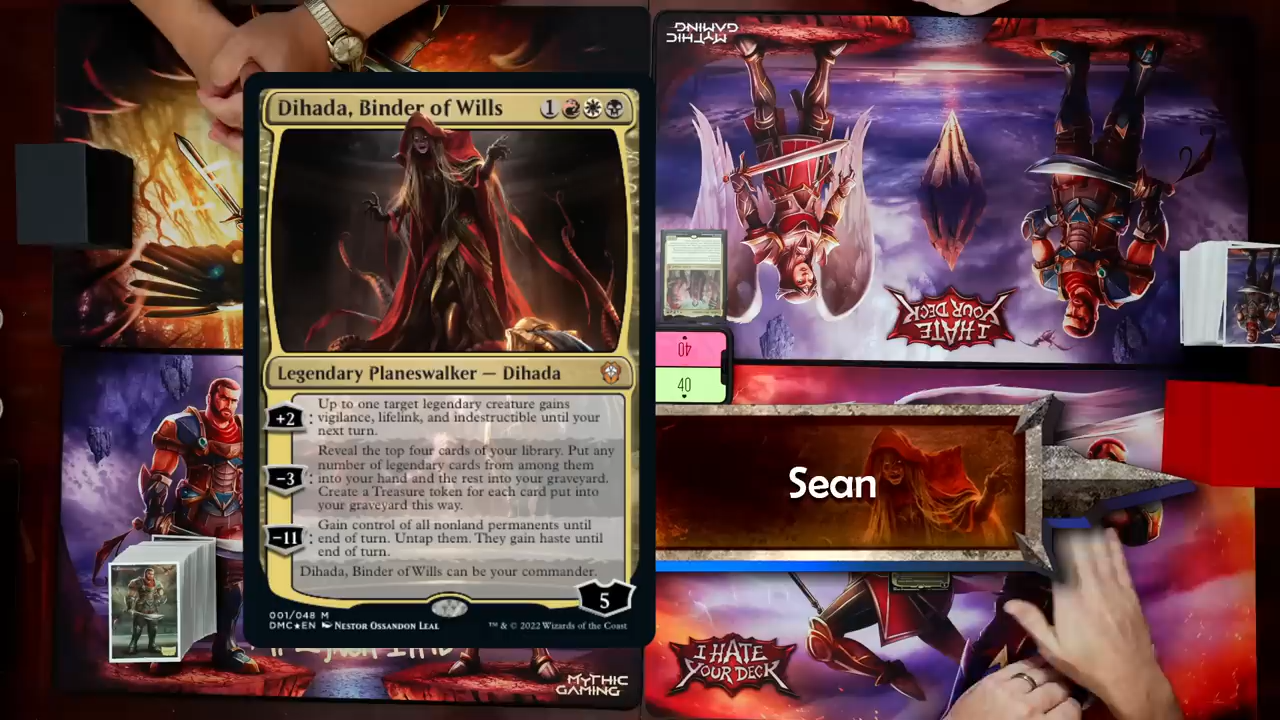 MYTHIC
GAMING
Dihada, Binder of Wills 1
Legendary Planeswalker — Dihada
+2 : Up to one target legendary creature gains
vigilance, lifelink, and indestructible until your
next turn.
−3 : Reveal the top four cards of your library. Put any
number of legendary cards from among them
into your hand and the rest into your graveyard.
Create a Treasure token for each card put into
your graveyard this way.
−11 : Gain control of all nonland permanents until
end of turn. Untap them. They gain haste until
end of turn.
Dihada, Binder of Wills can be your commander.
5
001/048 M
DMC★EN Nestor Ossandon Leal
™ & © 2022 Wizards of the Coast
I HATE
YOUR DECK
40
40
Sean
I HATE
YOUR DECK
MYTHIC
GAMING